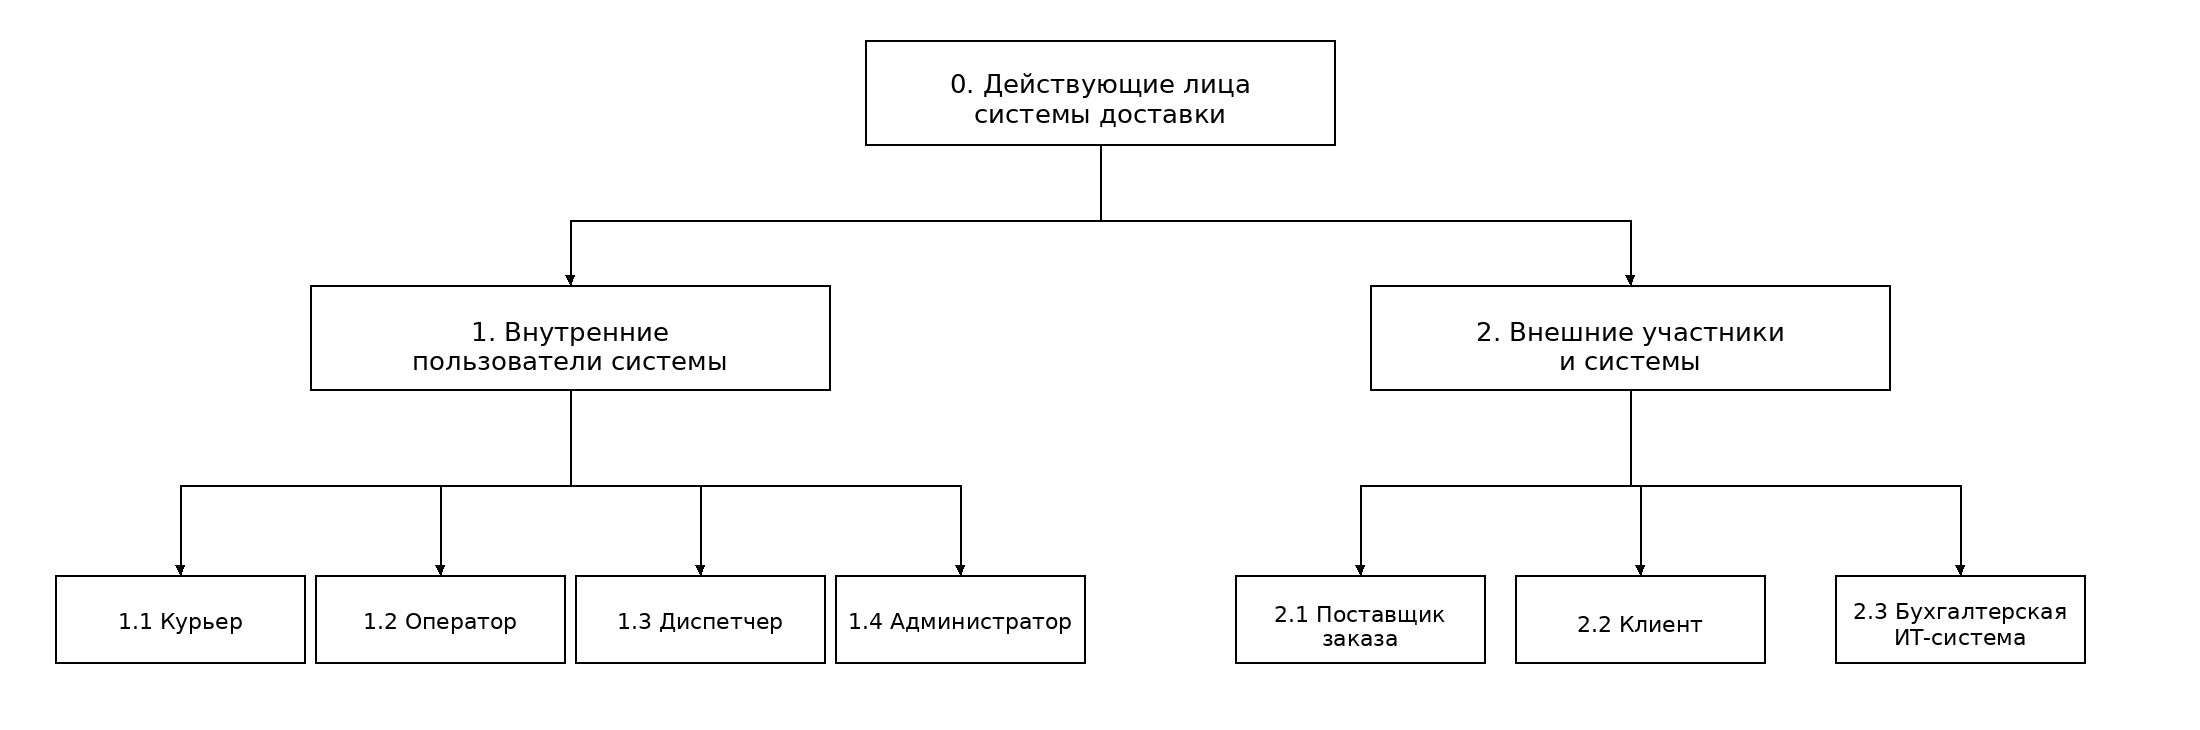 0. Действующие лица
системы доставки
1. Внутренние
пользователи системы
2. Внешние участники
и системы
1.1 Курьер
1.2 Оператор
1.3 Диспетчер
1.4 Администратор
2.1 Поставщик
заказа
2.2 Клиент
2.3 Бухгалтерская
ИТ-система